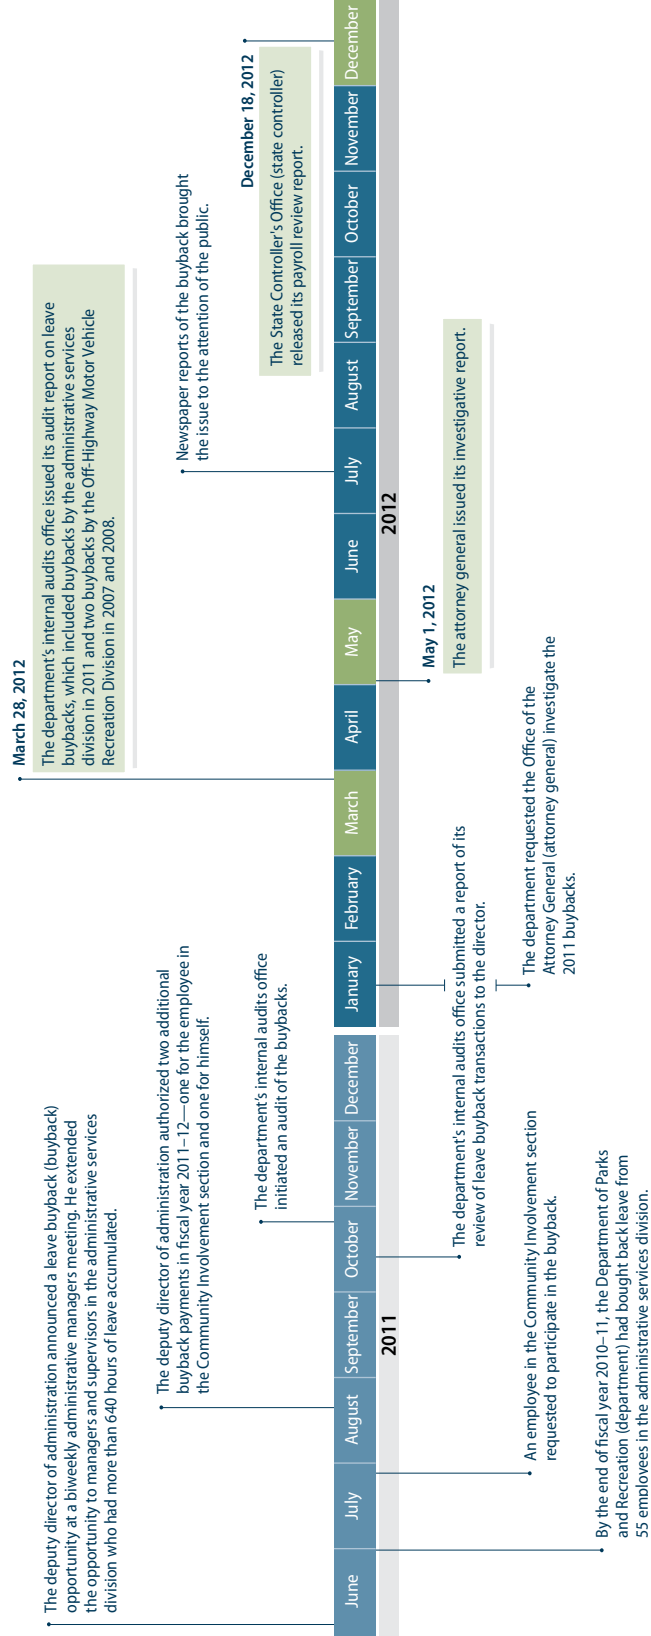 The deputy director of administration announced a leave buyback (buyback)
opportunity at a biweekly administrative managers meeting. He extended
the opportunity to managers and supervisors in the administrative services
division who had more than 640 hours of leave accumulated.
The deputy director of administration authorized two additional
buyback payments in fiscal year 2011–12—one for the employee in
the Community Involvement section and one for himself.
The department's internal audits office
initiated an audit of the buybacks.
March 28, 2012
The department's internal audits office issued its audit report on leave
buybacks, which included buybacks by the administrative services
division in 2011 and two buybacks by the Off-Highway Motor Vehicle
Recreation Division in 2007 and 2008.
Newspaper reports of the buyback brought
the issue to the attention of the public.
December 18, 2012
The State Controller's Office (state controller)
released its payroll review report.
June
July
August
September
October
November
December
January
February
March
April
May
June
July
August
September
October
November
December
2011
2012
By the end of fiscal year 2010–11, the Department of Parks
and Recreation (department) had bought back leave from
55 employees in the administrative services division.
An employee in the Community Involvement section
requested to participate in the buyback.
The department's internal audits office submitted a report of its
review of leave buyback transactions to the director.
The department requested the Office of the
Attorney General (attorney general) investigate the
2011 buybacks.
May 1, 2012
The attorney general issued its investigative report.